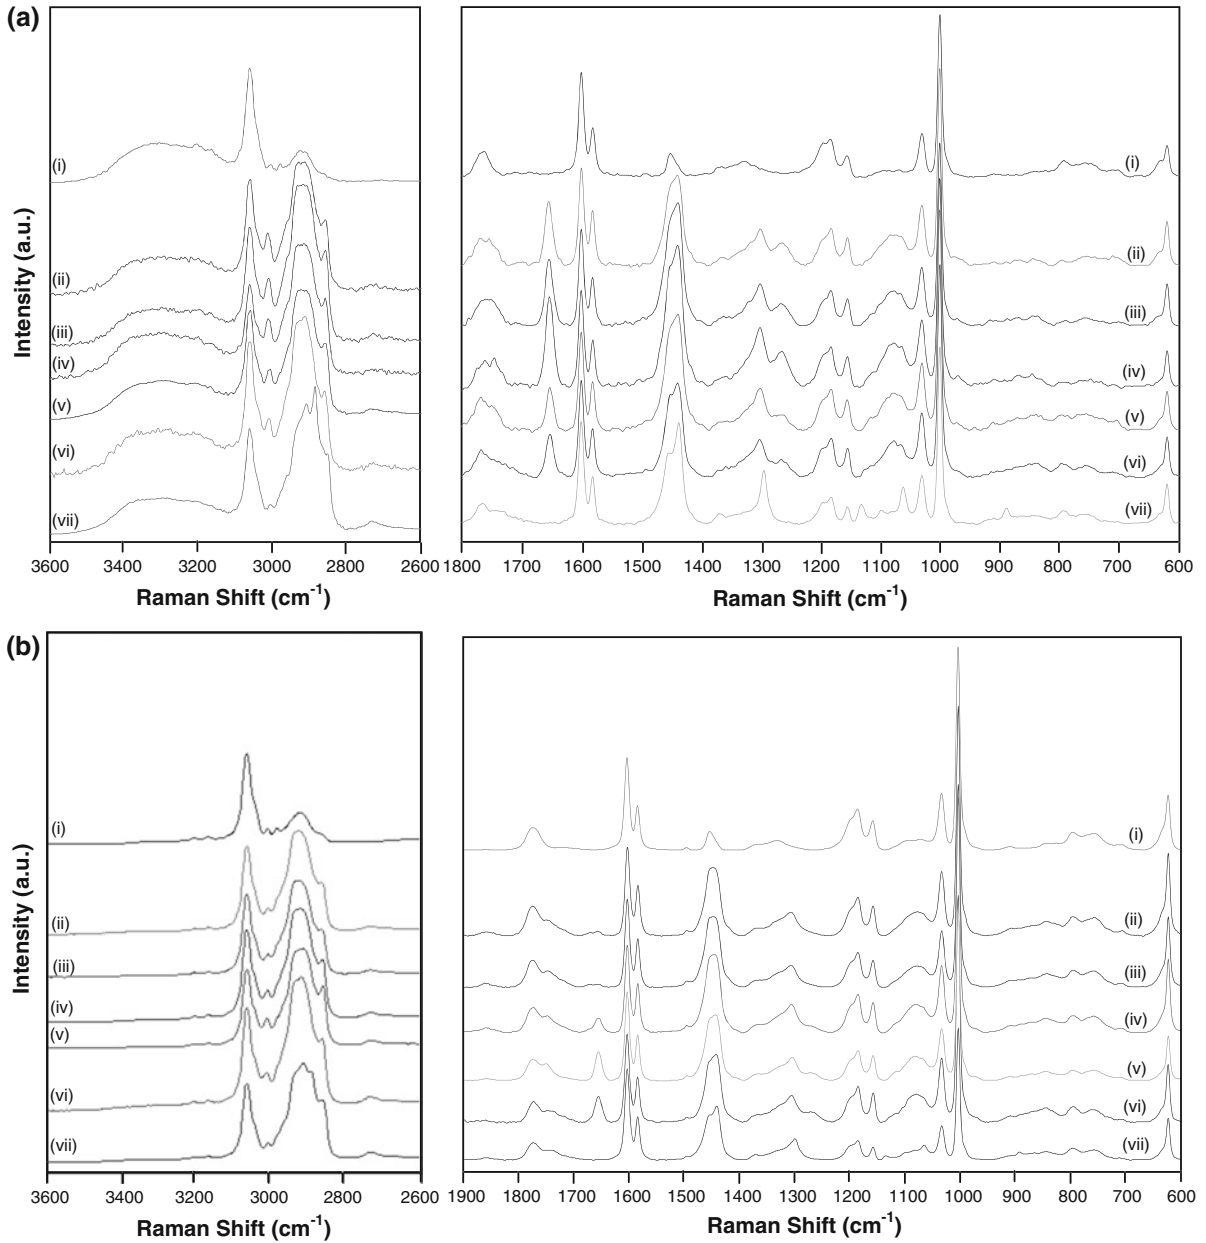 (a)
Intensity (a.u.)
(i)
(ii)
(iii)
(iv)
(v)
(vi)
(vii)
3600 3400 3200 3000 2800 2600
Raman Shift (cm-1)
(i)
(ii)
(iii)
(iv)
(v)
(vi)
(vii)
1800 1700 1600 1500 1400 1300 1200 1100 1000 900 800 700 600
Raman Shift (cm-1)
(b)
Intensity (a.u.)
(i)
(ii)
(iii)
(iv)
(v)
(vi)
(vii)
3600 3400 3200 3000 2800 2600
Raman Shift (cm-1)
(i)
(ii)
(iii)
(iv)
(v)
(vi)
(vii)
1900 1800 1700 1600 1500 1400 1300 1200 1100 1000 900 800 700 600
Raman Shift (cm-1)